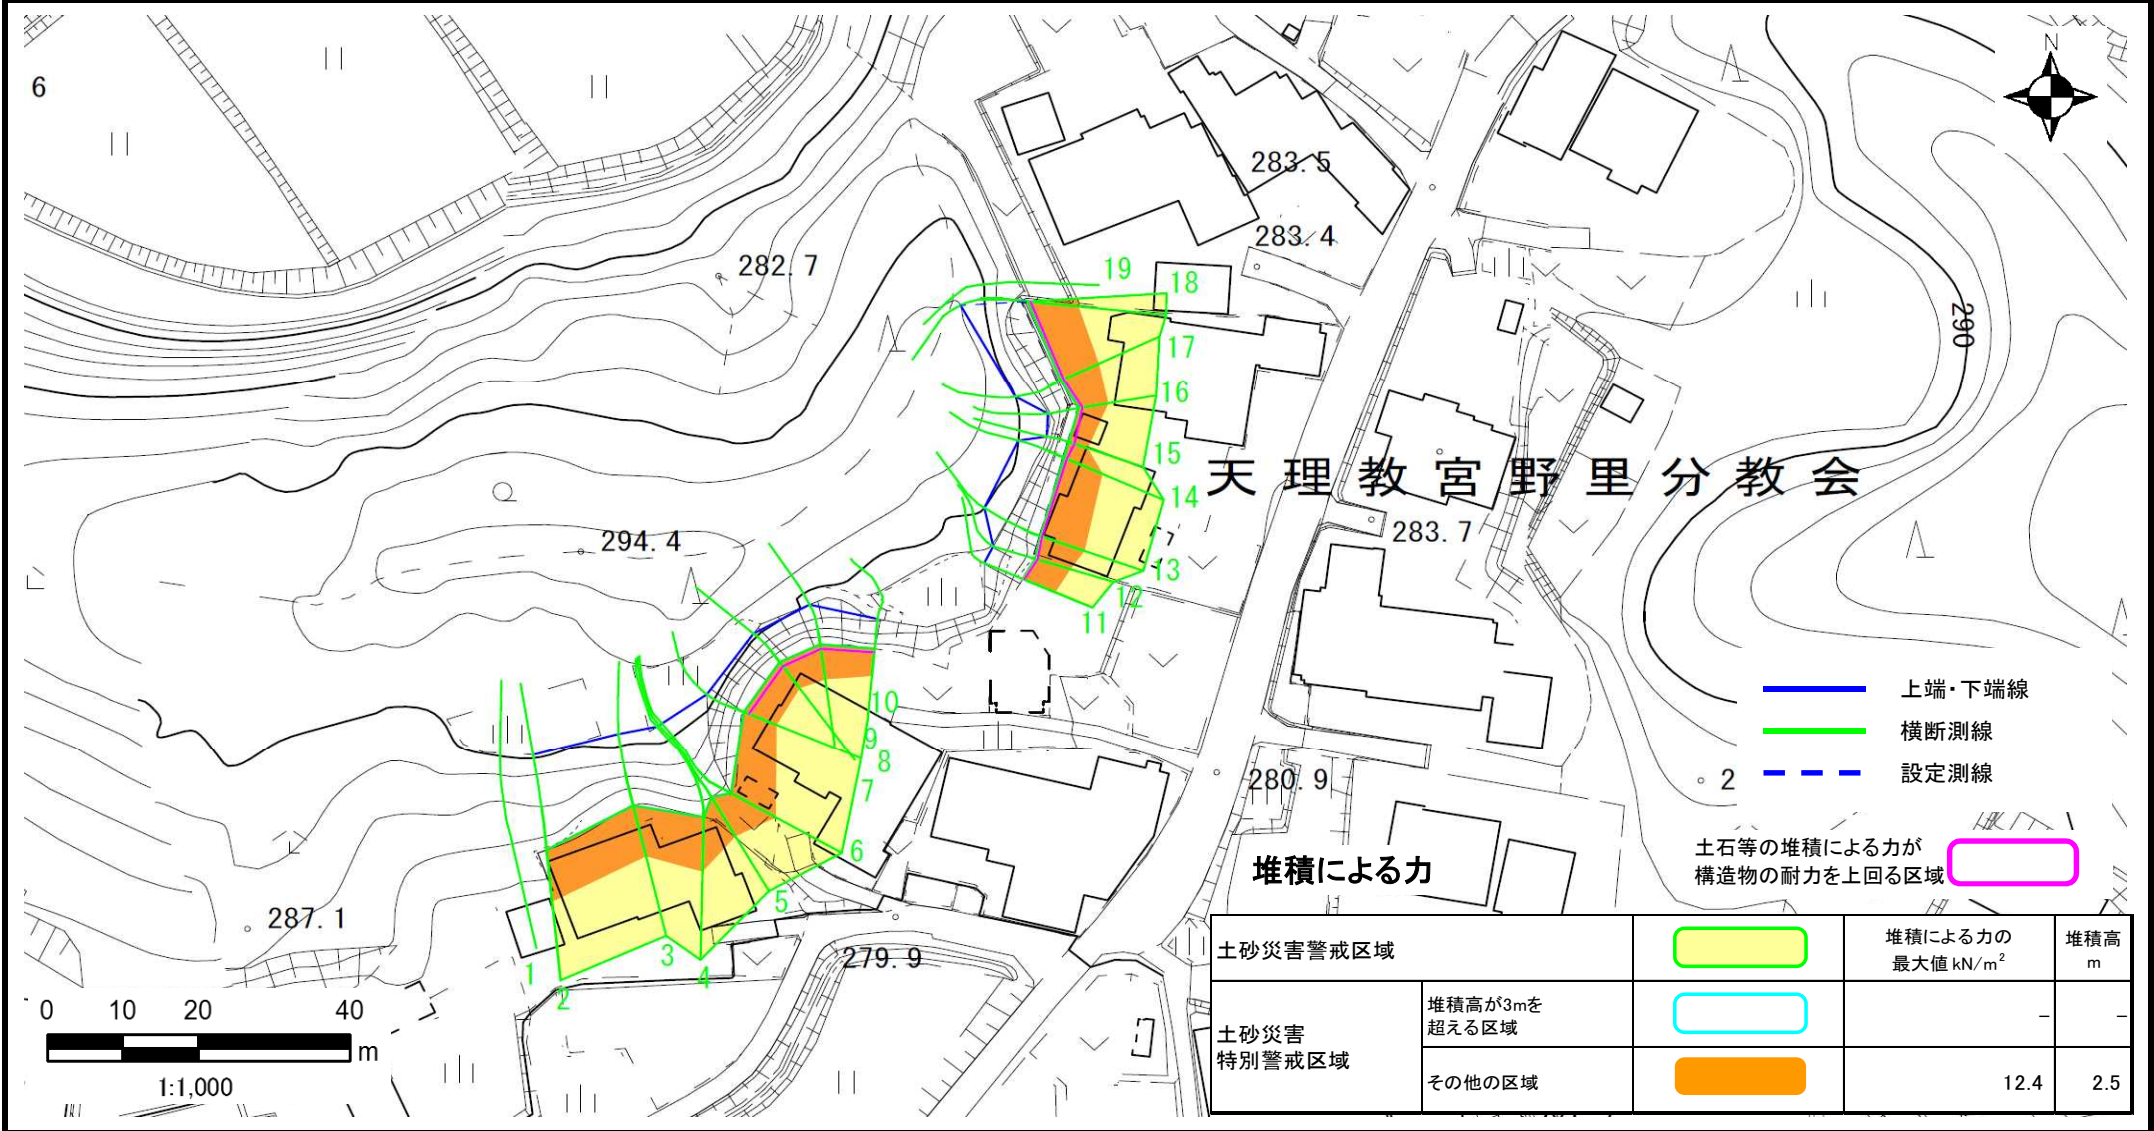 6
N
283.5
283.4
282.7
19
18
17
16
15
14
13
12
11
290
天理教宮野里分教会
283.7
294.4
10
9
8
7
6
5
4
3
2
1
280.9
2
287.1
279.9
上端・下端線
横断測線
設定測線
土石等の堆積による力が
構造物の耐力を上回る区域
堆積による力
土砂災害警戒区域
堆積による力の
最大値 kN/m²
堆積高
m
土砂災害
特別警戒区域
堆積高が3mを
超える区域
－
－
その他の区域
12.4
2.5
0 10 20 40
m
1:1,000